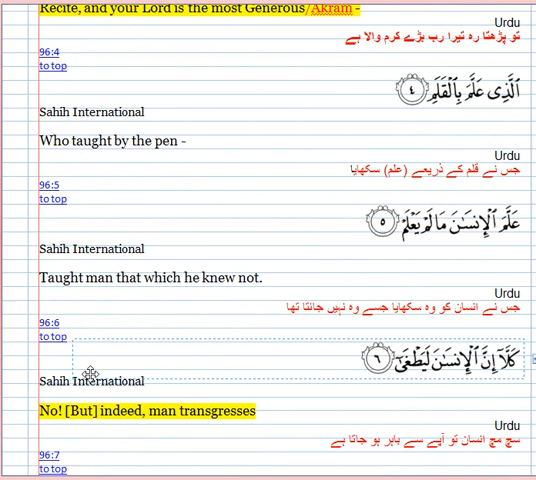 Recite, and your Lord is the most Generous/Akram -
Urdu
تو پڑھتا رہ تیرا رب بڑے کرم والا ہے
96:4
to top
ٱلَّذِى عَلَّمَ بِٱلْقَلَمِ ٤
Sahih International
Who taught by the pen -
Urdu
جس نے قلم کے ذریعے (علم) سکھایا
96:5
to top
عَلَّمَ ٱلْإِنسَـٰنَ مَا لَمْ يَعْلَمْ ٥
Sahih International
Taught man that which he knew not.
Urdu
جس نے انسان کو وه سکھایا جسے وه نہیں جانتا تھا
96:6
to top
كَلَّآ إِنَّ ٱلْإِنسَـٰنَ لَيَطْغَىٰٓ ٦
Sahih International
No! [But] indeed, man transgresses
Urdu
سچ مچ انسان تو آپے سے باہر ہو جاتا ہے
96:7
to top